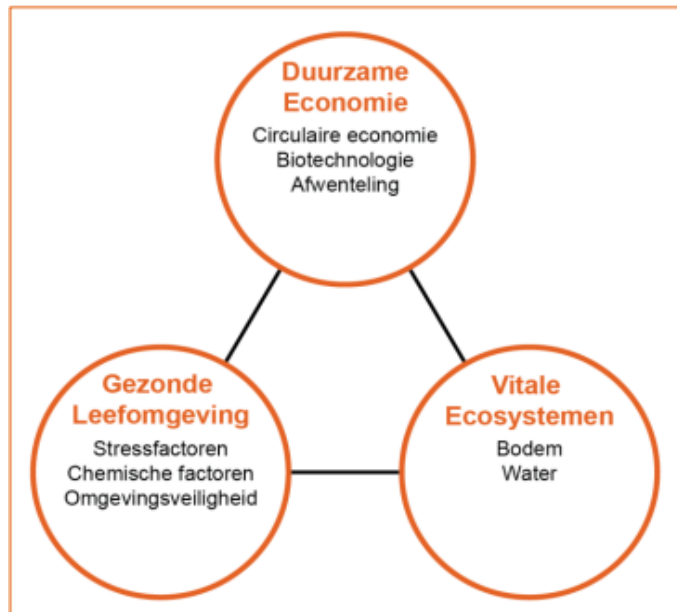 Duurzame
Economie
Circulaire economie
Biotechnologie
Afwenteling
Gezonde
Leefomgeving
Stressfactoren
Chemische factoren
Omgevingsveiligheid
Vitale
Ecosystemen
Bodem
Water